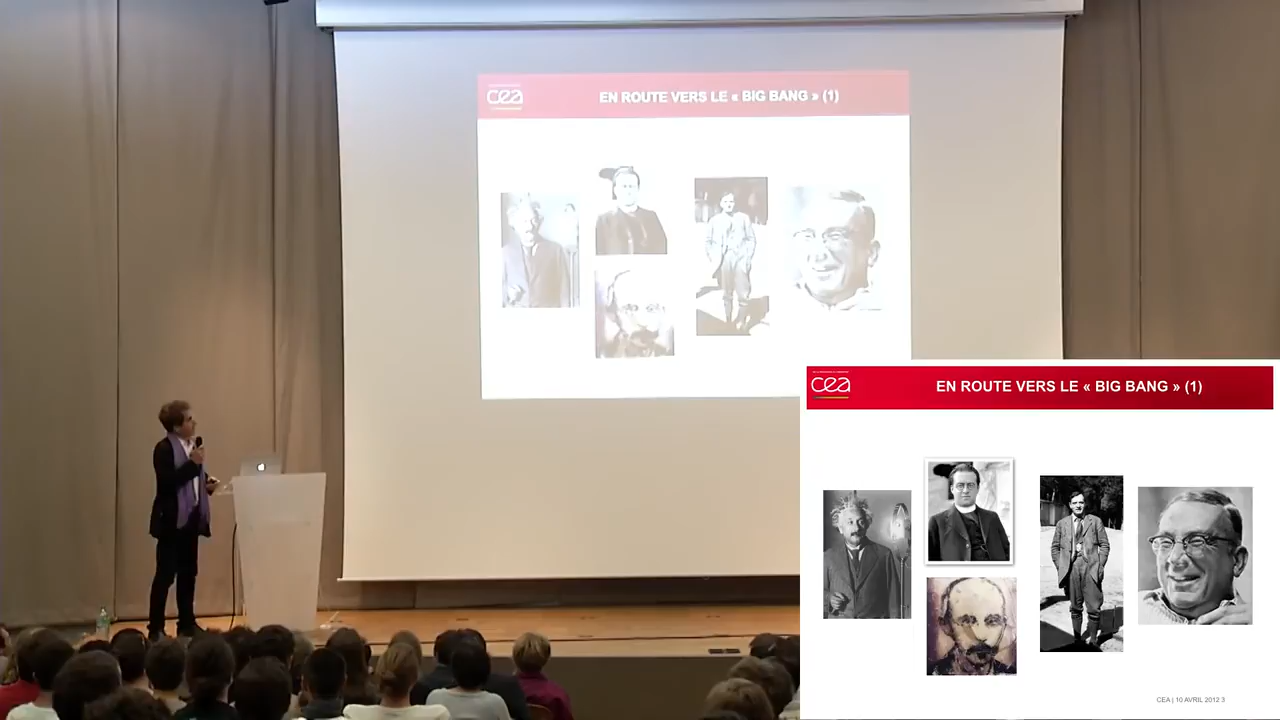 cea
EN ROUTE VERS LE « BIG BANG » (1)
cea
EN ROUTE VERS LE « BIG BANG » (1)
CEA | 10 AVRIL 2012 3